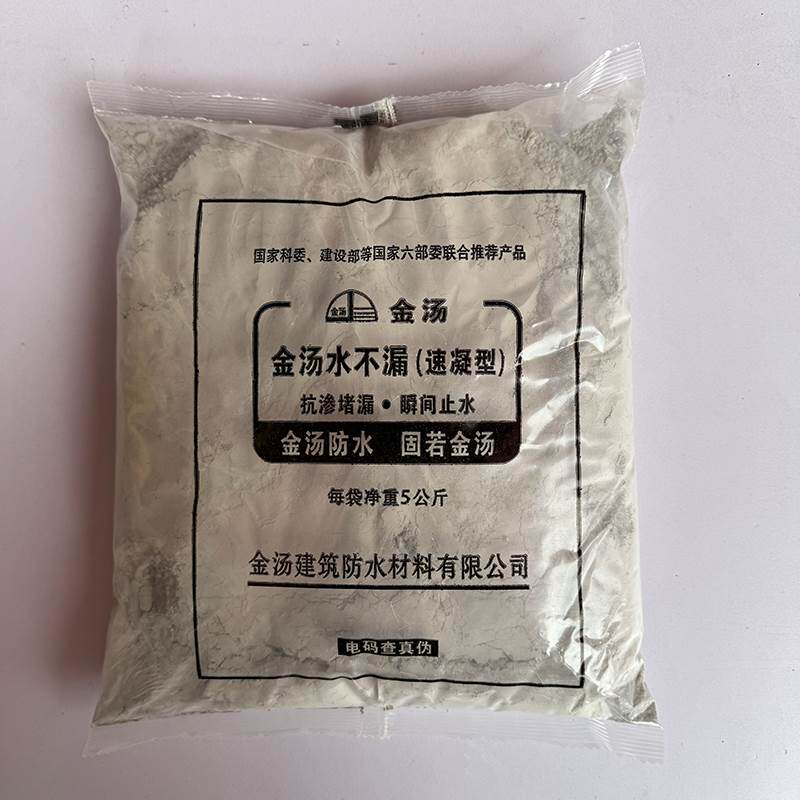 国家科委、建设部等国家六部委联合推荐产品
金汤 金汤
金汤水不漏(速凝型)
抗渗堵漏·瞬间止水
金汤防水 固若金汤
每袋净重5公斤
金汤建筑防水材料有限公司
电码查真伪